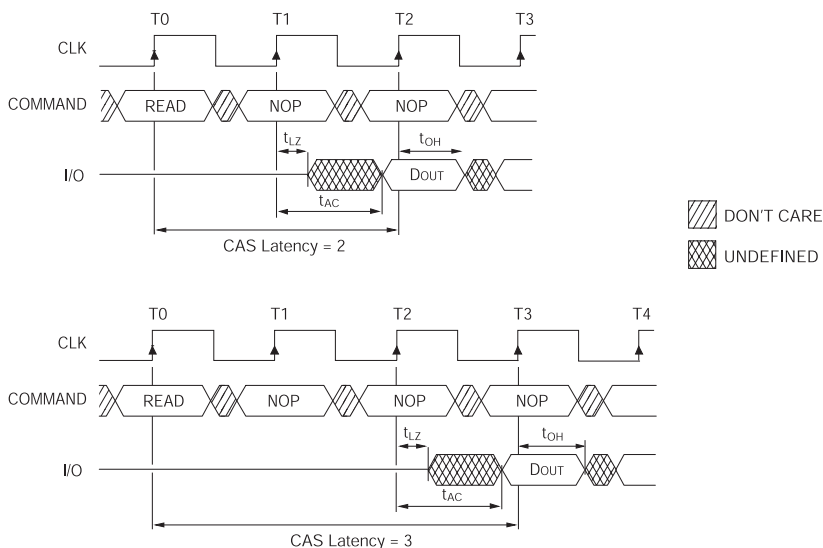 T0 T1 T2 T3
CLK
COMMAND READ NOP NOP
tLZ tOH
I/O DOUT
tAC
CAS Latency = 2
DON'T CARE
UNDEFINED
T0 T1 T2 T3 T4
CLK
COMMAND READ NOP NOP NOP
tLZ tOH
I/O DOUT
tAC
CAS Latency = 3